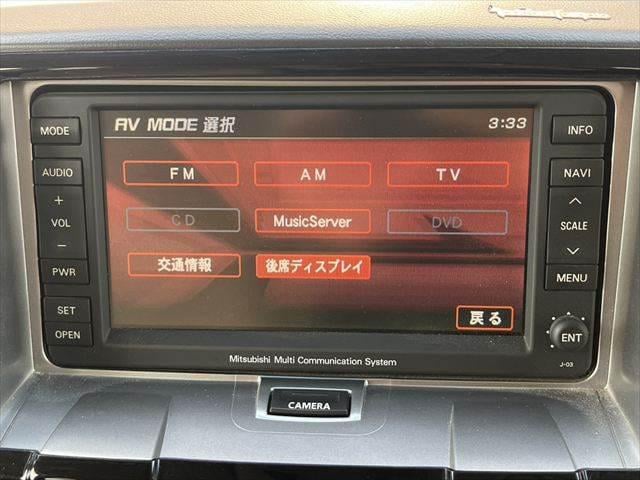 AV MODE 選択
3:33
FM
AM
TV
CD
MusicServer
DVD
交通情報
後席ディスプレイ
戻る
MODE
AUDIO
+
VOL
−
PWR
SET
OPEN
INFO
NAVI
SCALE
MENU
ENT
J-03
Mitsubishi Multi Communication System
CAMERA